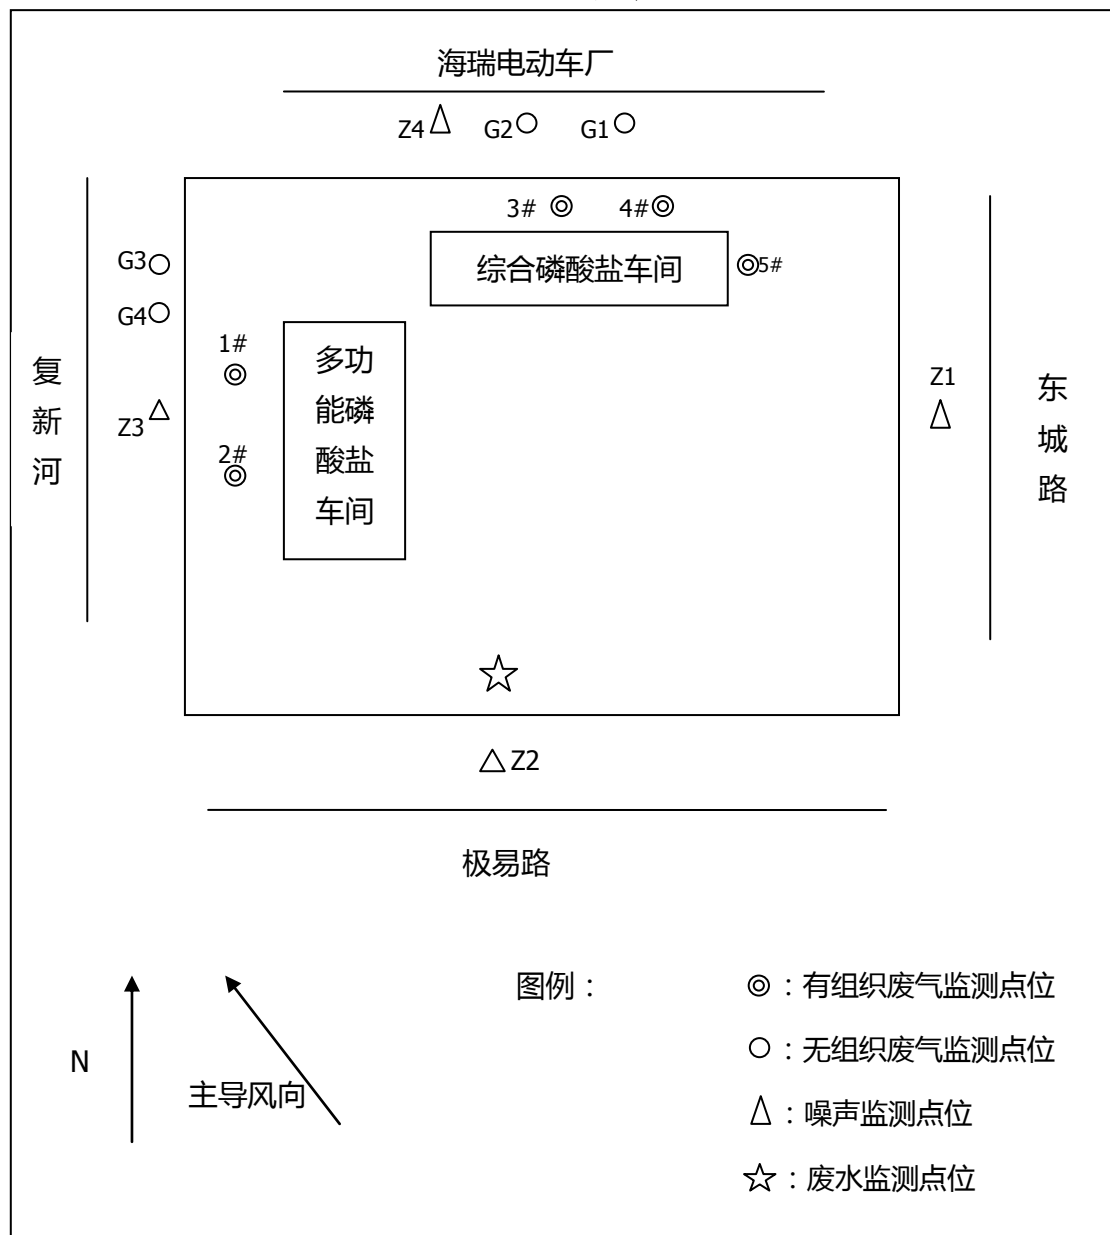 海瑞电动车厂
Z4
G2
G1
3#
4#
G3
综合磷酸盐车间
5#
G4
1#
多功
能磷
酸盐
车间
复
新
河
Z1
东
城
路
Z3
2#
Z2
极易路
图例：
：有组织废气监测点位
N
：无组织废气监测点位
主导风向
：噪声监测点位
：废水监测点位